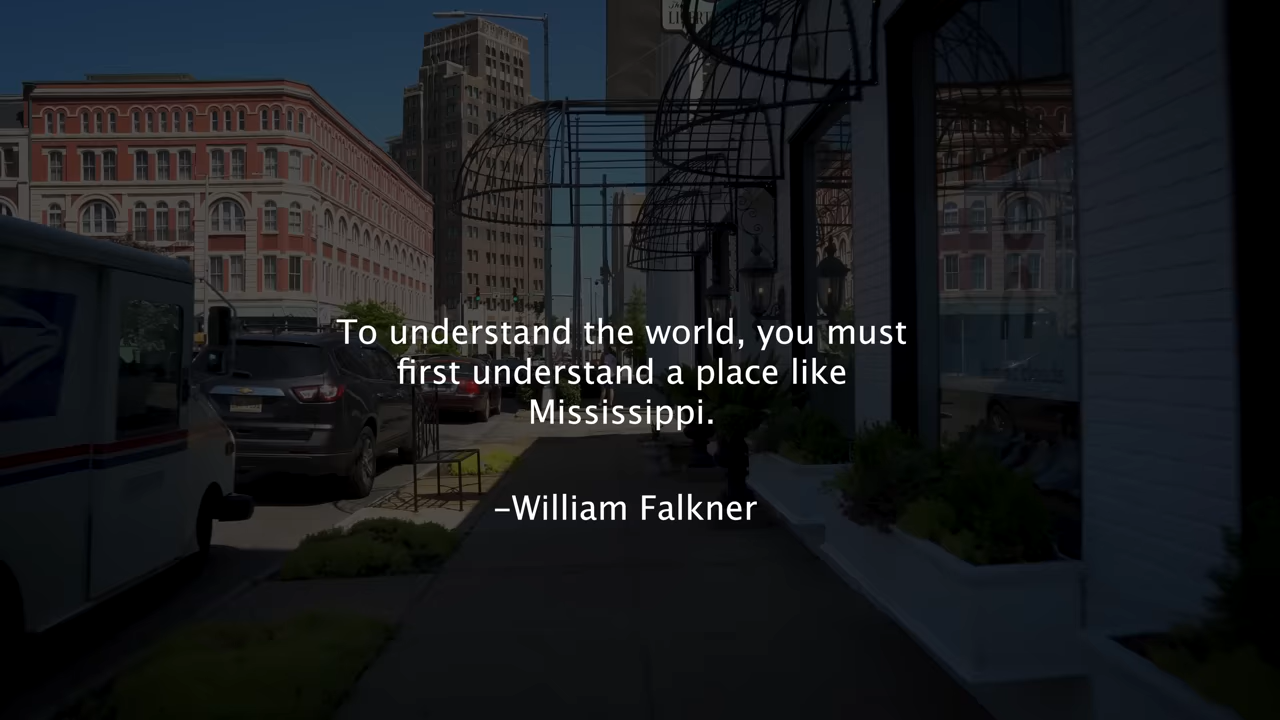 To understand the world, you must
first understand a place like
Mississippi.
–William Falkner